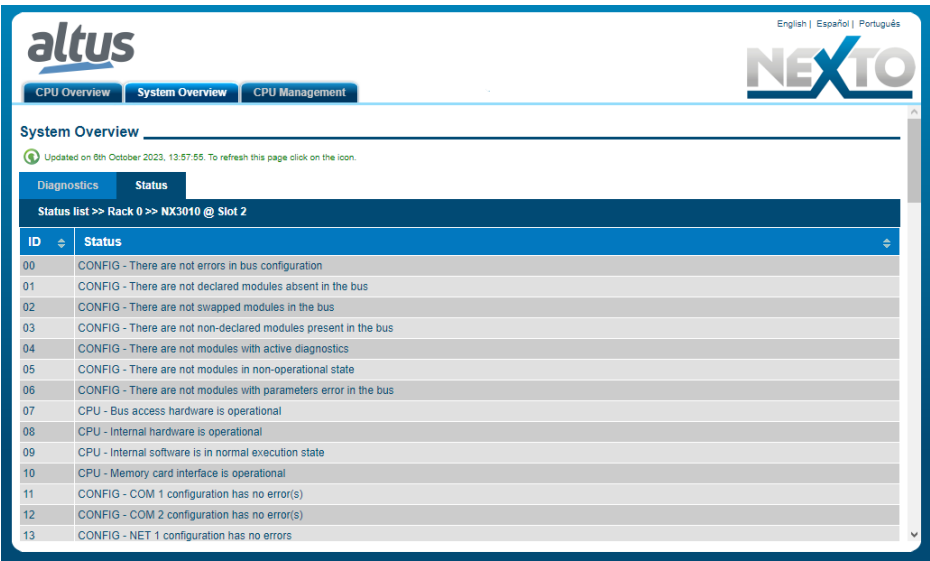 English | Español | Português
altus
NEXTO
CPU Overview System Overview CPU Management
System Overview
Updated on 6th October 2023, 13:57:55. To refresh this page click on the icon.
Diagnostics Status
Status list >> Rack 0 >> NX3010 @ Slot 2
ID Status
00 CONFIG - There are not errors in bus configuration
01 CONFIG - There are not declared modules absent in the bus
02 CONFIG - There are not swapped modules in the bus
03 CONFIG - There are not non-declared modules present in the bus
04 CONFIG - There are not modules with active diagnostics
05 CONFIG - There are not modules in non-operational state
06 CONFIG - There are not modules with parameters error in the bus
07 CPU - Bus access hardware is operational
08 CPU - Internal hardware is operational
09 CPU - Internal software is in normal execution state
10 CPU - Memory card interface is operational
11 CONFIG - COM 1 configuration has no error(s)
12 CONFIG - COM 2 configuration has no error(s)
13 CONFIG - NET 1 configuration has no errors